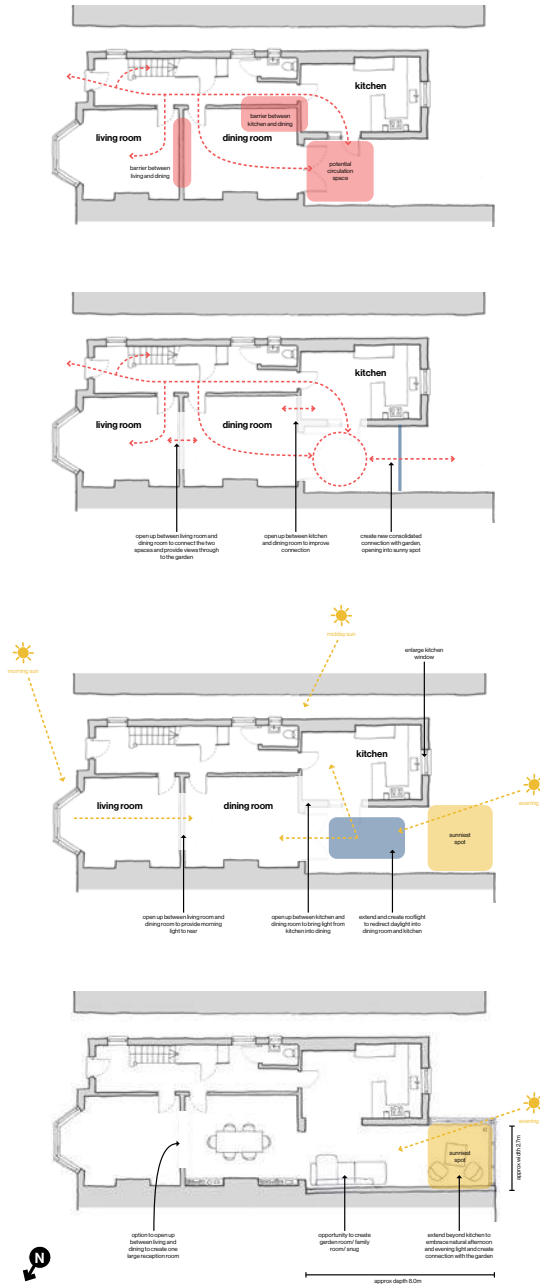 kitchen
barrier between
kitchen and dining
living room
dining room
barrier between
living and dining
potential
circulation
space
kitchen
living room
dining room
open up between living room and
dining room to connect the two
spaces and provide views through
to the garden
open up between kitchen
and dining room to improve
connection
create new consolidated
connection with garden,
opening into sunny spot
midday sun
morning sun
enlarge kitchen
window
kitchen
evening
living room
dining room
sunniest
spot
open up between living room and
dining room to provide morning
light to rear
open up between kitchen and
dining room to bring light from
kitchen into dining
extend and create rooflight
to redirect daylight into
dining room and kitchen
evening
sunniest
spot
approx width 2.7m
option to open up
between living and
dining to create one
large reception room
opportunity to create
garden room/ family
room/ snug
extend beyond kitchen to
embrace natural afternoon
and evening light and create
connection with the garden
N
approx depth 8.0m